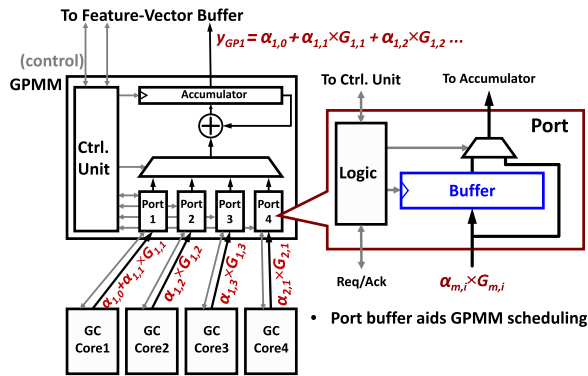 To Feature-Vector Buffer
y_GP1 = α_1,0 + α_1,1×G_1,1 + α_1,2×G_1,2 ...
(control)
GPMM
Accumulator
Ctrl.
Unit
Port
1
Port
2
Port
3
Port
4
α_1,0+α_1,1×G_1,1
α_1,2×G_1,2
α_1,3×G_1,3
α_2,1×G_2,1
GC
Core1
GC
Core2
GC
Core3
GC
Core4
To Ctrl. Unit
To Accumulator
Port
Logic
Buffer
Req/Ack
α_m,i×G_m,i
• Port buffer aids GPMM scheduling